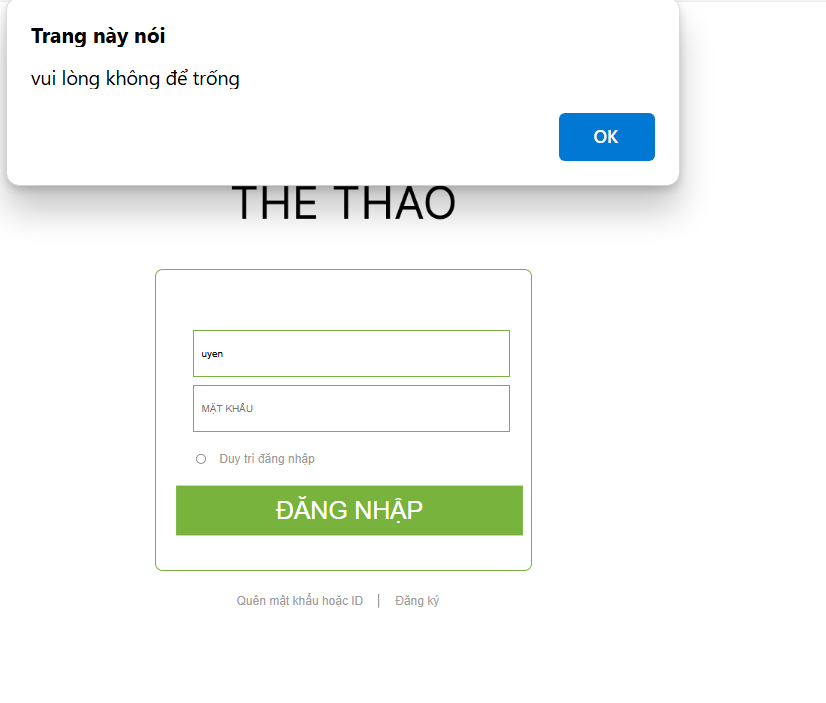 Trang này nói
vui lòng không để trống
OK
THE THAO
uyen
MẬT KHẨU
Duy trì đăng nhập
ĐĂNG NHẬP
Quên mật khẩu hoặc ID | Đăng ký